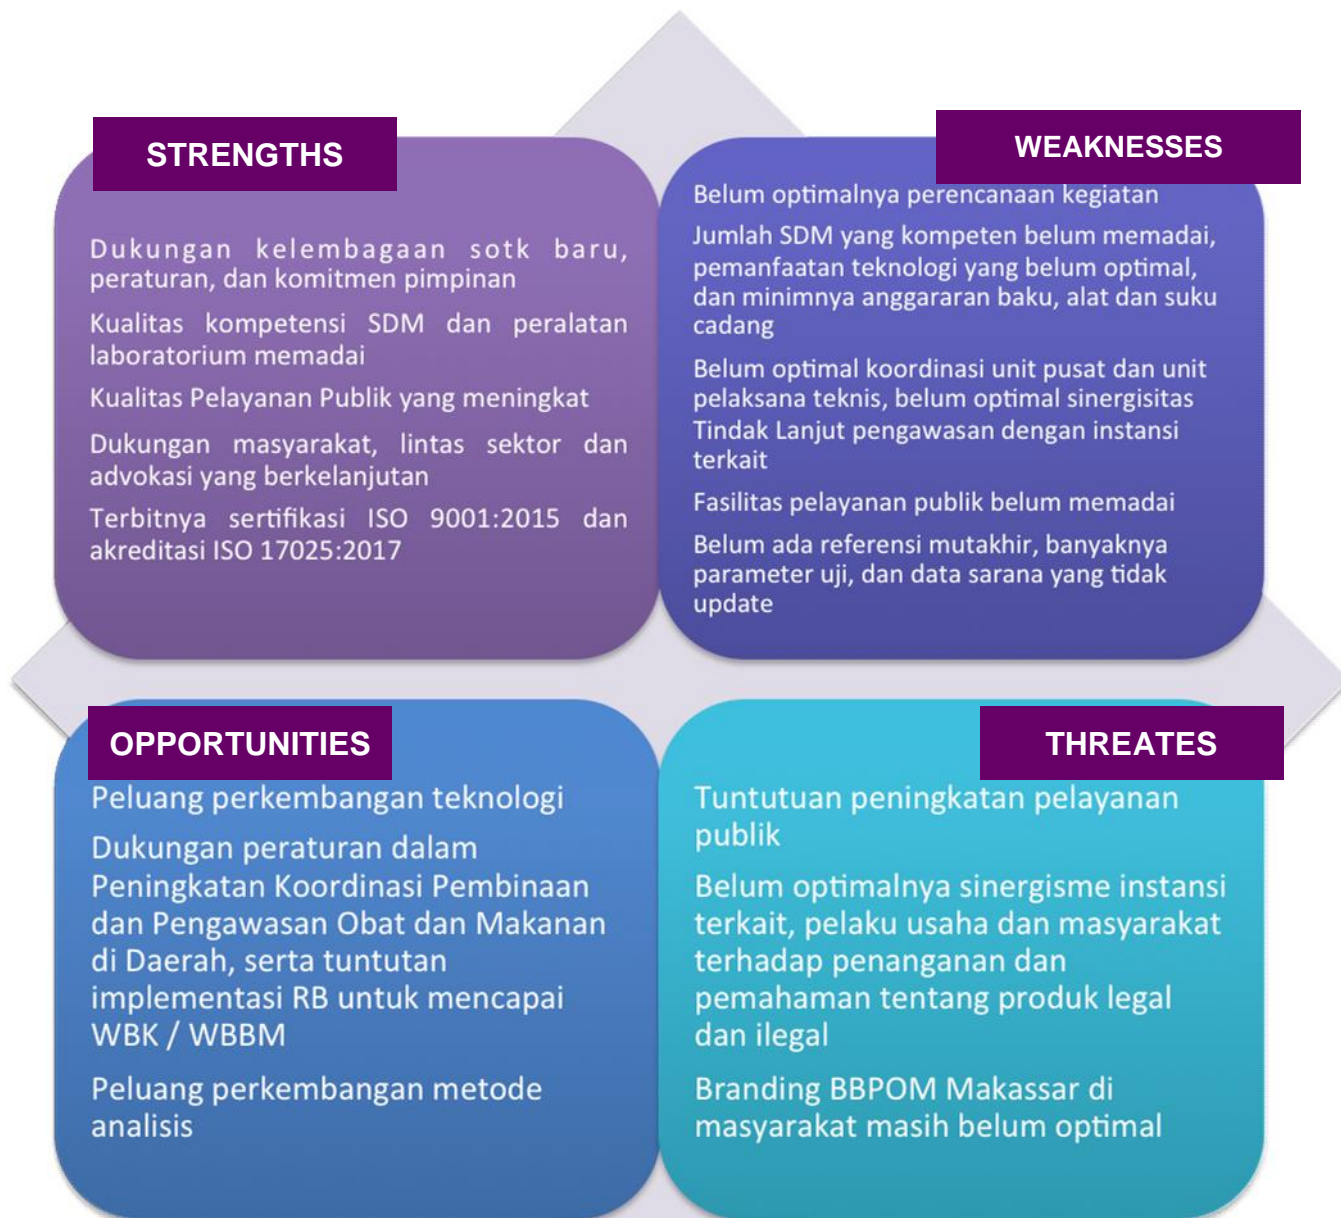 STRENGTHS
Dukungan kelembagaan sotk baru,
peraturan, dan komitmen pimpinan
Kualitas kompetensi SDM dan peralatan
laboratorium memadai
Kualitas Pelayanan Publik yang meningkat
Dukungan masyarakat, lintas sektor dan
advokasi yang berkelanjutan
Terbitnya sertifikasi ISO 9001:2015 dan
akreditasi ISO 17025:2017
WEAKNESSES
Belum optimalnya perencanaan kegiatan
Jumlah SDM yang kompeten belum memadai,
pemanfaatan teknologi yang belum optimal,
dan minimnya anggararan baku, alat dan suku
cadang
Belum optimal koordinasi unit pusat dan unit
pelaksana teknis, belum optimal sinergisitas
Tindak Lanjut pengawasan dengan instansi
terkait
Fasilitas pelayanan publik belum memadai
Belum ada referensi mutakhir, banyaknya
parameter uji, dan data sarana yang tidak
update
OPPORTUNITIES
Peluang perkembangan teknologi
Dukungan peraturan dalam
Peningkatan Koordinasi Pembinaan
dan Pengawasan Obat dan Makanan
di Daerah, serta tuntutan
implementasi RB untuk mencapai
WBK / WBBM
Peluang perkembangan metode
analisis
THREATES
Tuntutuan peningkatan pelayanan
publik
Belum optimalnya sinergisme instansi
terkait, pelaku usaha dan masyarakat
terhadap penanganan dan
pemahaman tentang produk legal
dan ilegal
Branding BBPOM Makassar di
masyarakat masih belum optimal